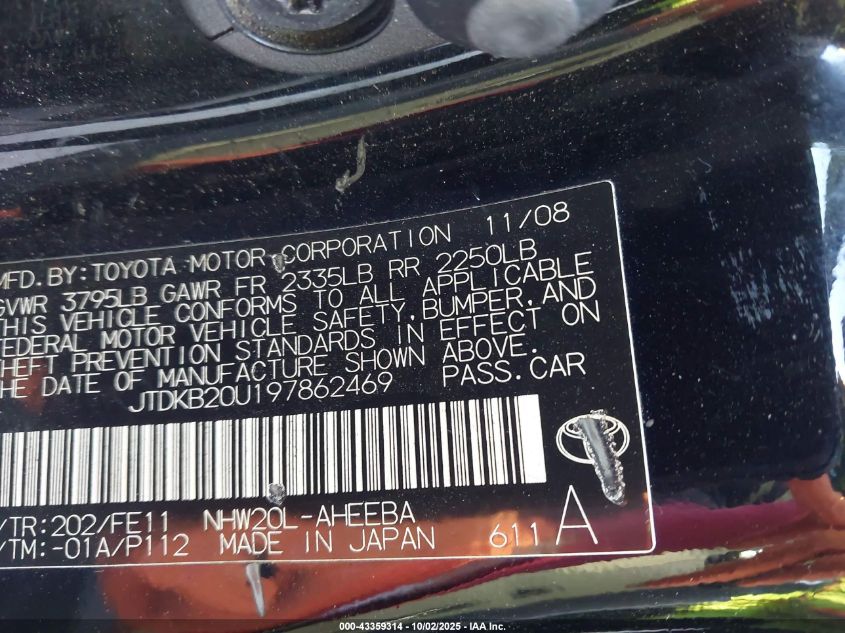 MFD. BY: TOYOTA MOTOR CORPORATION 11/08
GVWR 3795LB GAWR FR 2335LB RR 2250LB
THIS VEHICLE CONFORMS TO ALL APPLICABLE
FEDERAL MOTOR VEHICLE SAFETY, BUMPER, AND
THEFT PREVENTION STANDARDS IN EFFECT ON
THE DATE OF MANUFACTURE SHOWN ABOVE.
JTDKB20U197862469 PASS. CAR
/TR: 202/FE11 NHW20L-AHEEBA
/TM: -01A/P112 MADE IN JAPAN 611 A
000-43359314 - 10/02/2025 - IAA Inc.